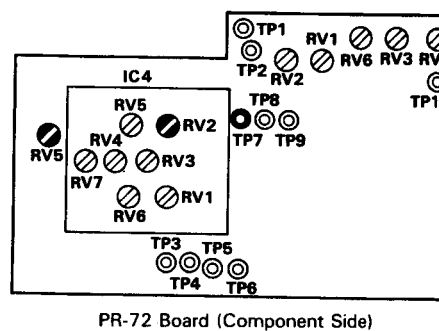 TP1
RV1
TP2
RV2
RV6
RV3
RV
TP1
IC4
RV5
RV2
TP8
TP7
TP9
RV5
RV4
RV3
RV7
RV6
RV1
TP3
TP5
TP4
TP6
PR-72 Board (Component Side)